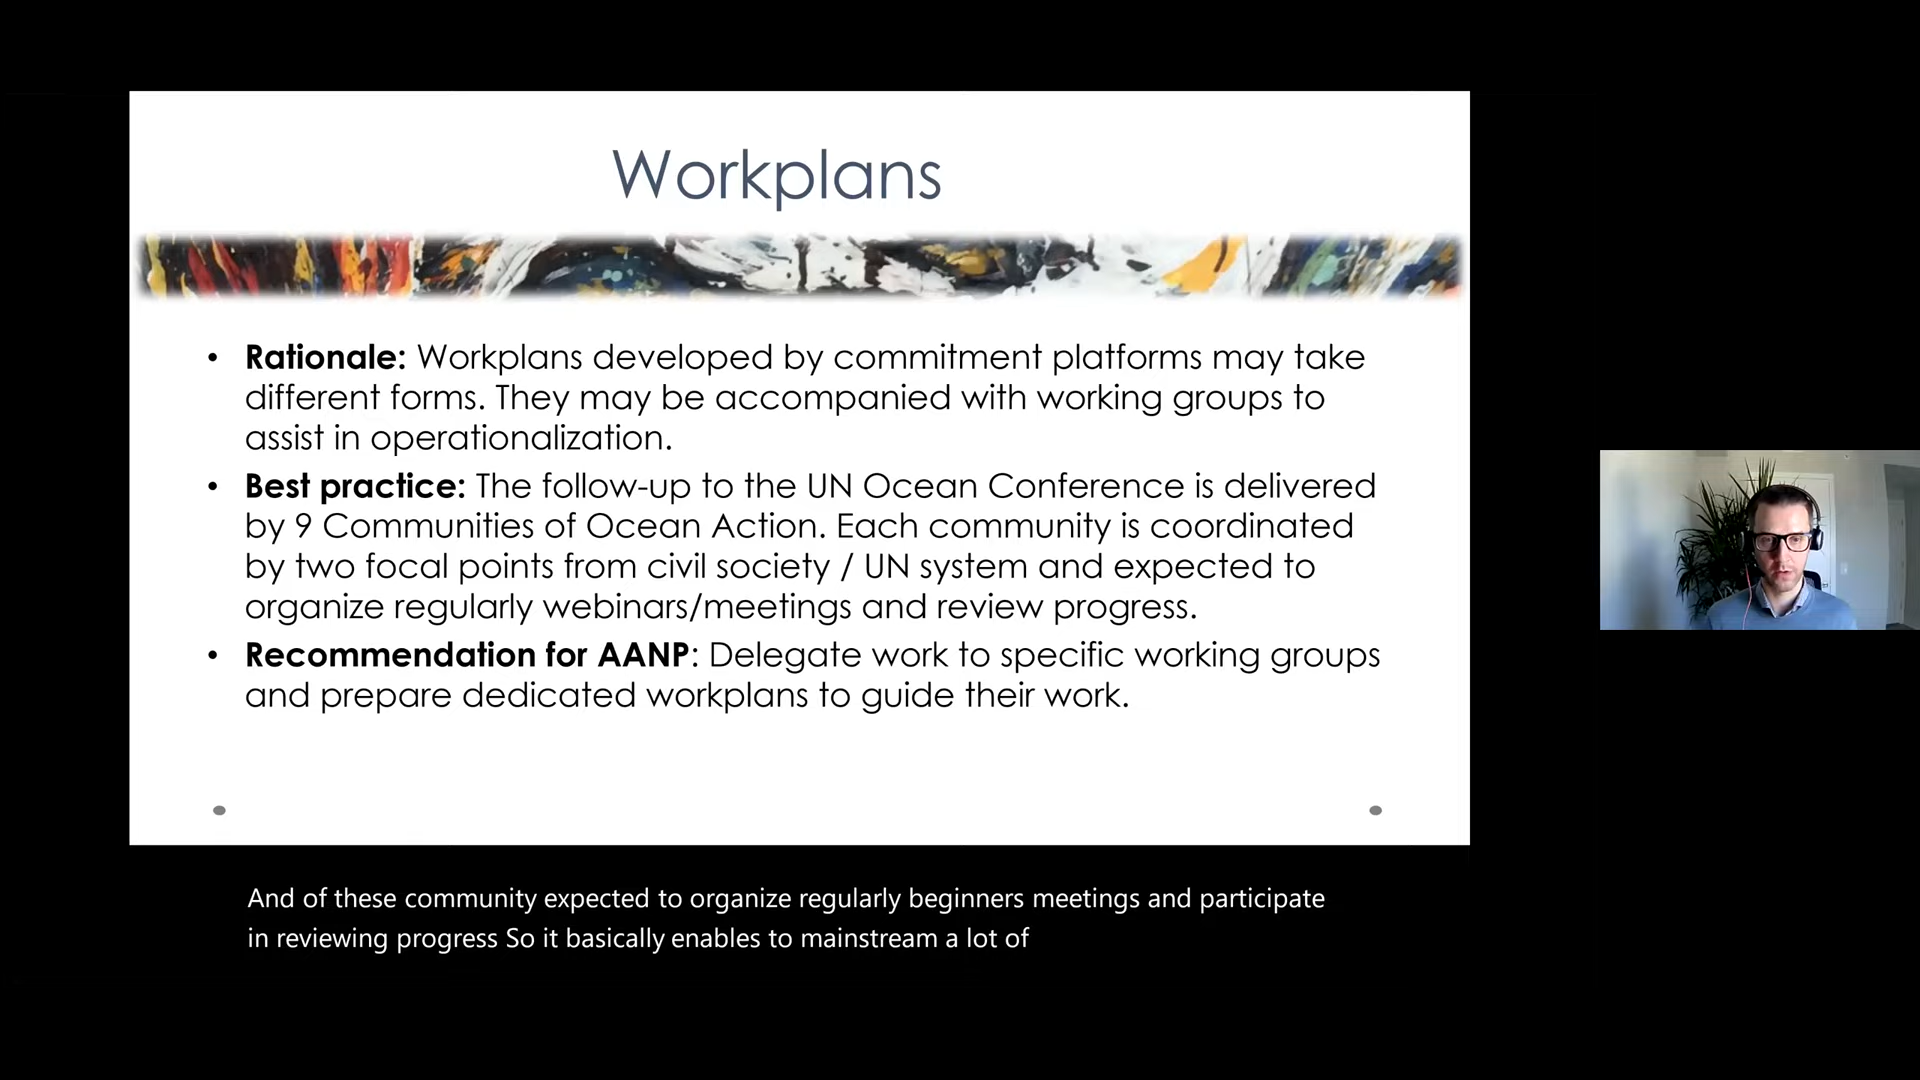 Workplans
• Rationale: Workplans developed by commitment platforms may take
different forms. They may be accompanied with working groups to
assist in operationalization.
• Best practice: The follow-up to the UN Ocean Conference is delivered
by 9 Communities of Ocean Action. Each community is coordinated
by two focal points from civil society / UN system and expected to
organize regularly webinars/meetings and review progress.
• Recommendation for AANP: Delegate work to specific working groups
and prepare dedicated workplans to guide their work.
And of these community expected to organize regularly beginners meetings and participate
in reviewing progress So it basically enables to mainstream a lot of